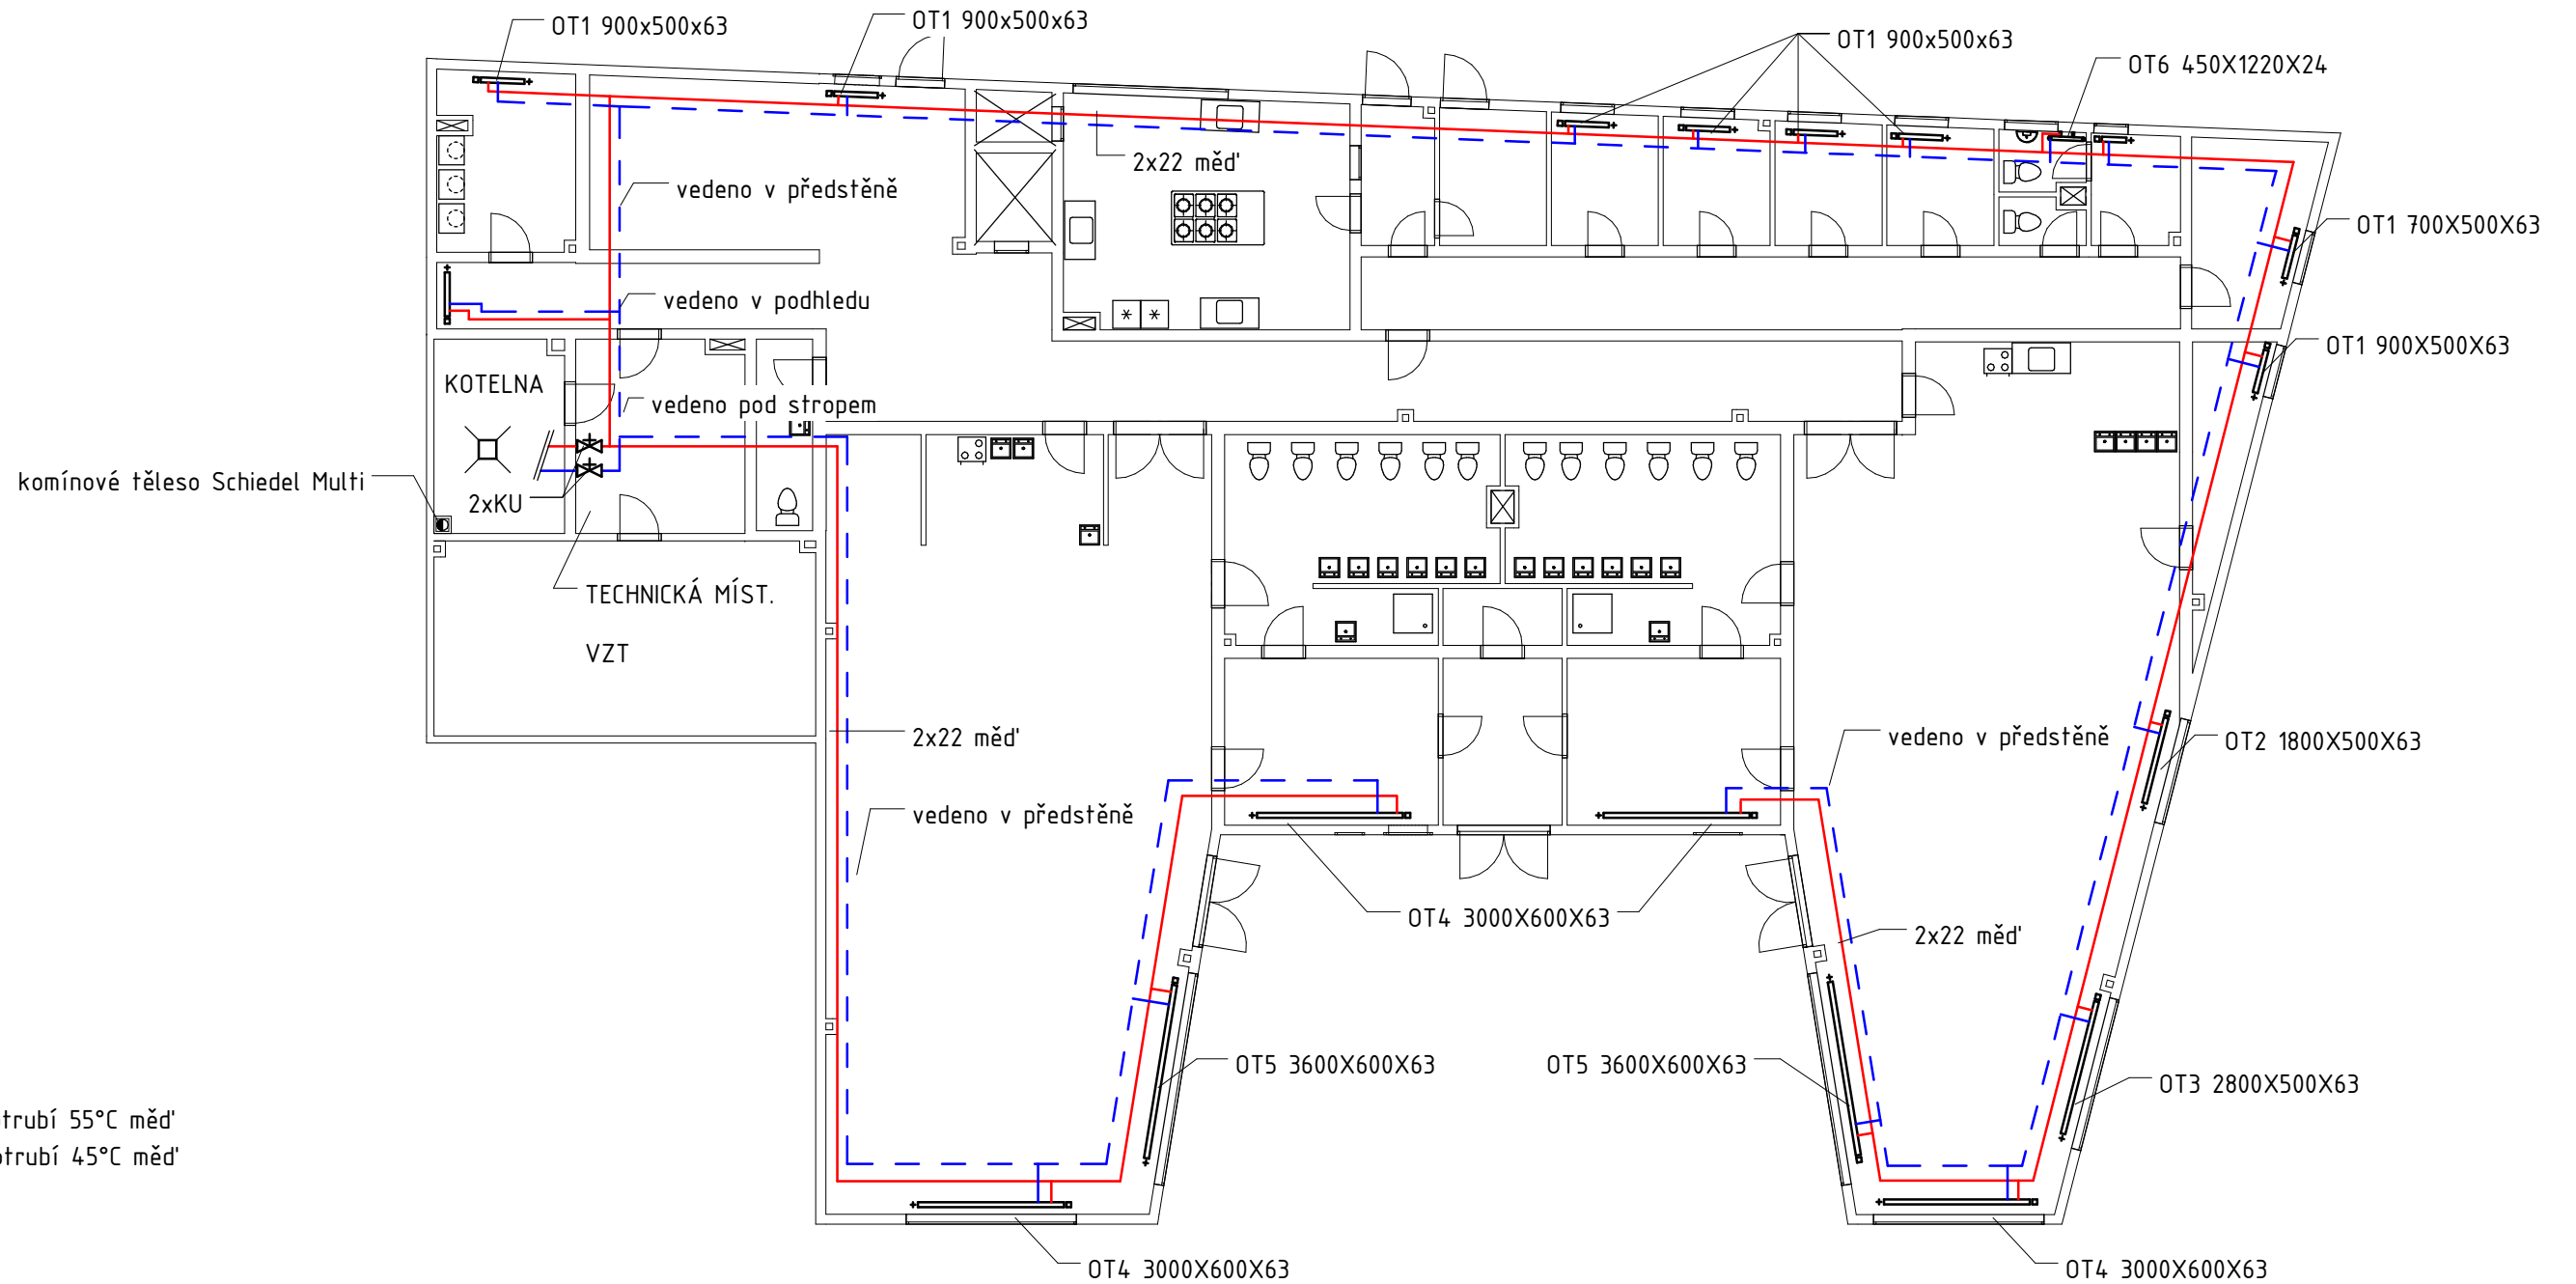 OT1 900x500x63
OT1 900x500x63
OT1 900x500x63
OT6 450X1220X24
2x22 měď
vedeno v předstěně
OT1 700X500X63
vedeno v podhledu
OT1 900X500X63
KOTELNA
vedeno pod stropem
komínové těleso Schiedel Multi
2xKU
TECHNICKÁ MÍST.
VZT
2x22 měď
vedeno v předstěně
OT2 1800X500X63
vedeno v předstěně
OT4 3000X600X63
2x22 měď
OT5 3600X600X63
OT5 3600X600X63
OT3 2800X500X63
trubí 55°C měď
otrubí 45°C měď
OT4 3000X600X63
OT4 3000X600X63